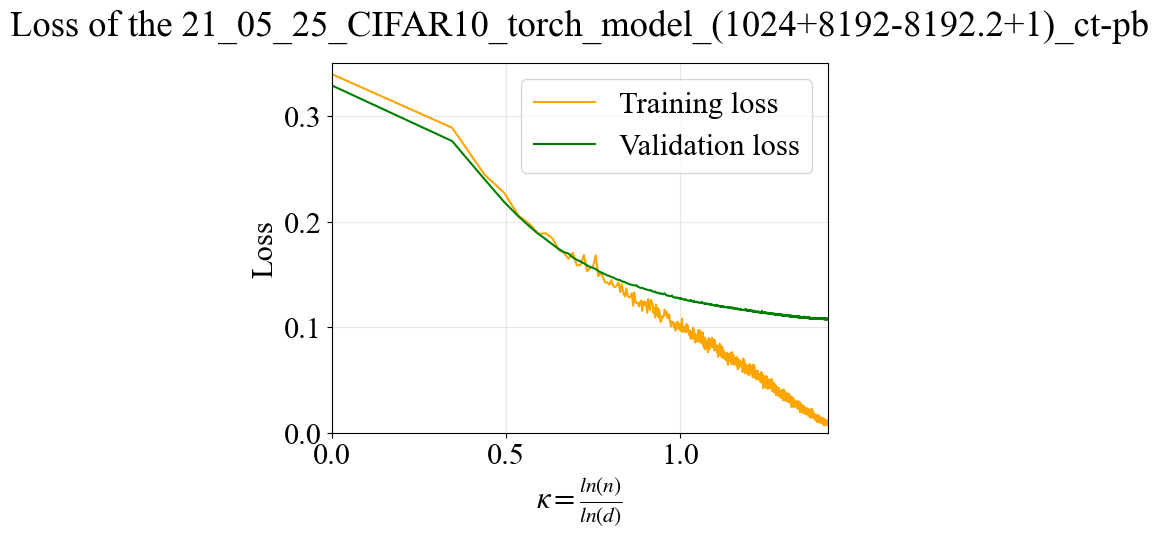 Loss of the 21_05_25_CIFAR10_torch_model_(1024+8192-8192.2+1)_ct-pb
Training loss
Validation loss
Loss
0.3
0.2
0.1
0.0
0.0 0.5 1.0
κ = ln(n)/ln(d)